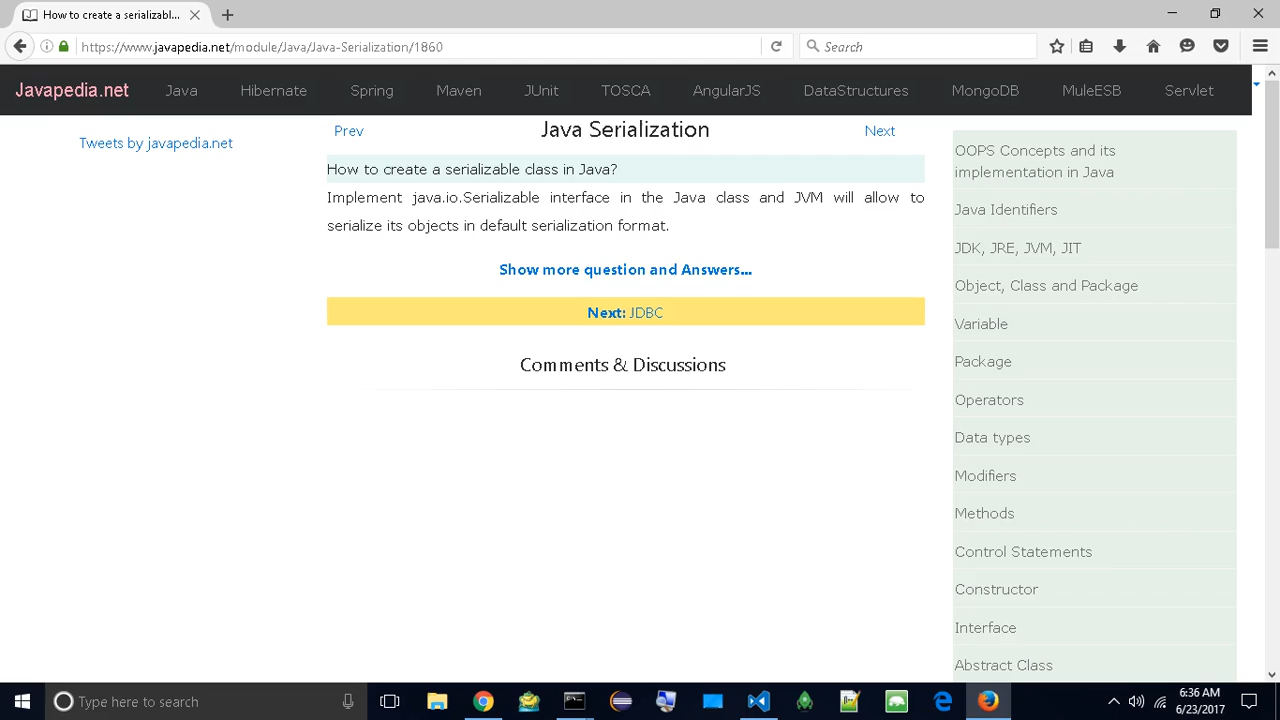 How to create a serializabl...
https://www.javapedia.net/module/Java/Java-Serialization/1860
Search
Javapedia.net Java Hibernate Spring Maven JUnit TOSCA AngularJS DataStructures MongoDB MuleESB Servlet
Tweets by javapedia.net
Prev
Java Serialization
Next
How to create a serializable class in Java?
Implement java.io.Serializable interface in the Java class and JVM will allow to
serialize its objects in default serialization format.
Show more question and Answers...
Next: JDBC
Comments & Discussions
OOPS Concepts and its
implementation in Java
Java Identifiers
JDK, JRE, JVM, JIT
Object, Class and Package
Variable
Package
Operators
Data types
Modifiers
Methods
Control Statements
Constructor
Interface
Abstract Class
Type here to search
6:36 AM
6/23/2017